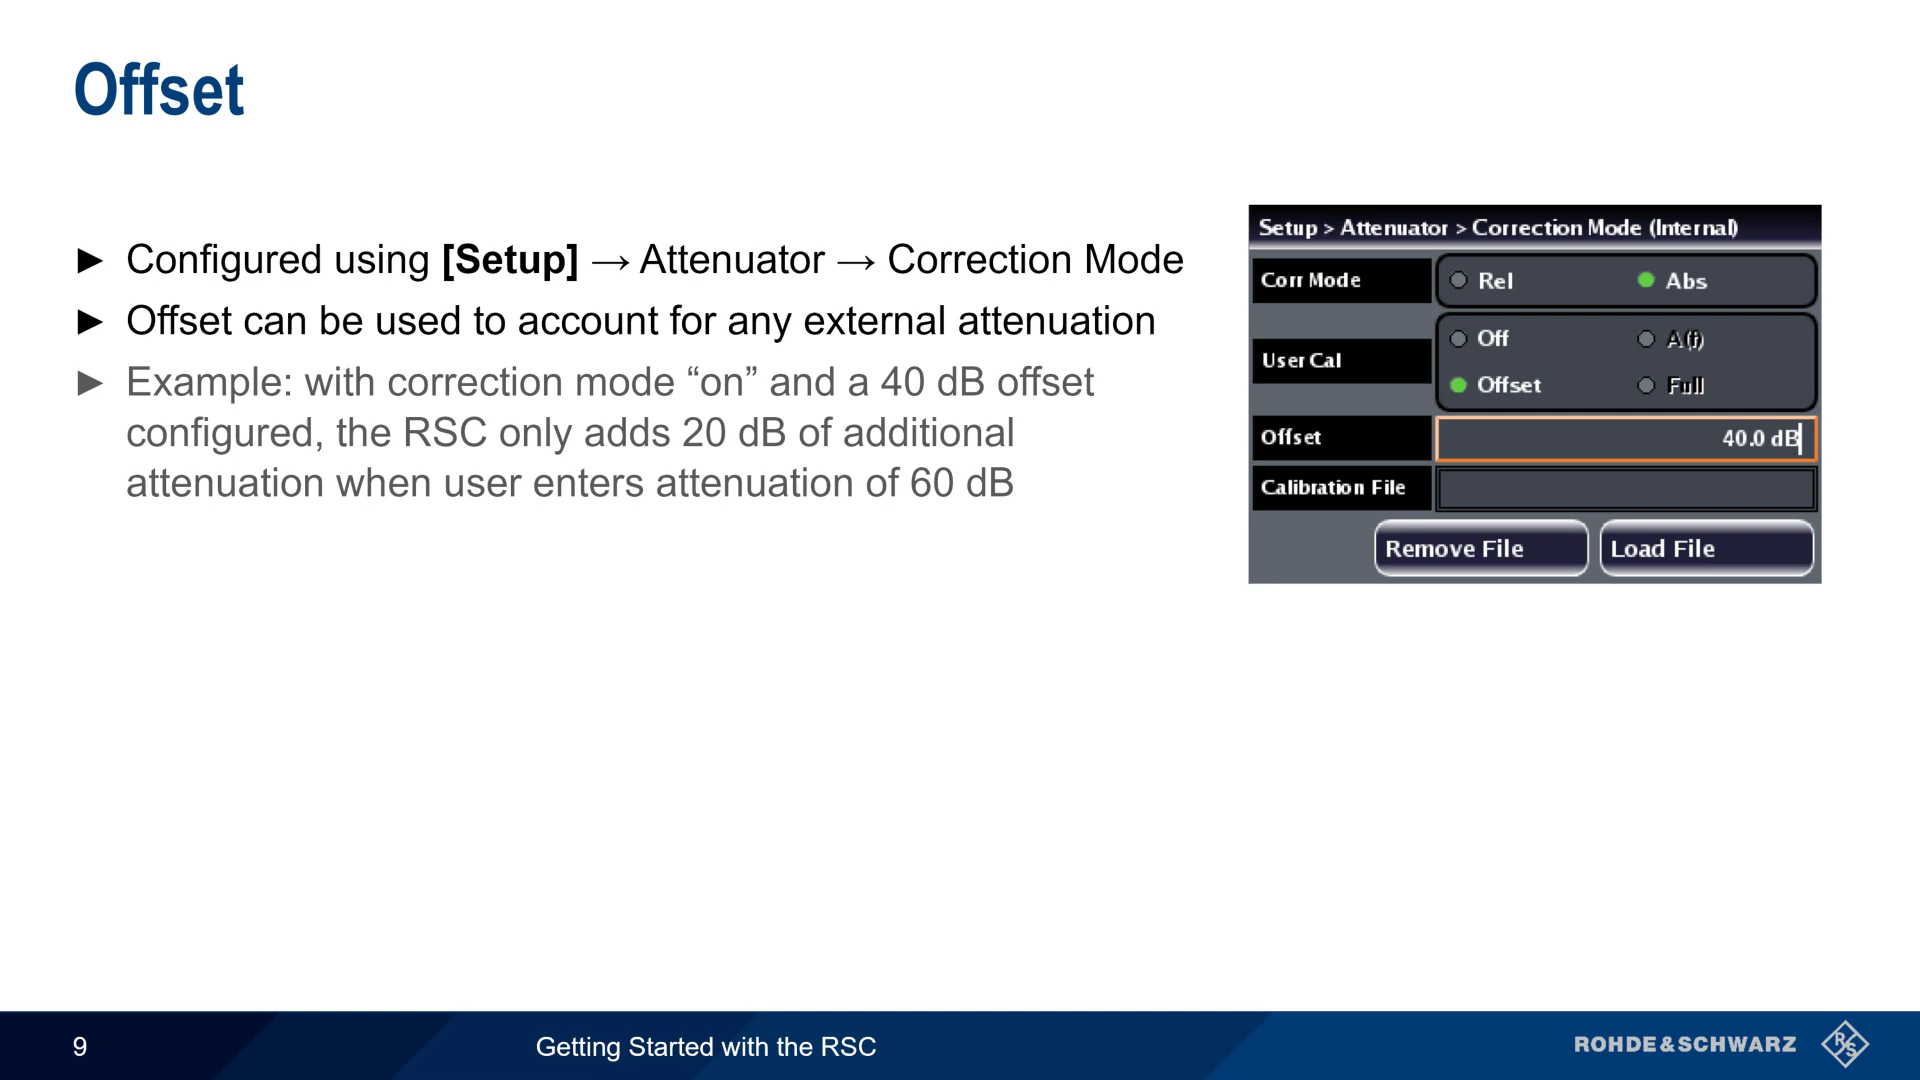 Offset
► Configured using [Setup] → Attenuator → Correction Mode
► Offset can be used to account for any external attenuation
► Example: with correction mode “on” and a 40 dB offset
configured, the RSC only adds 20 dB of additional
attenuation when user enters attenuation of 60 dB
Setup > Attenuator > Correction Mode (Internal)
Corr Mode Rel Abs
User Cal Off A(f)
Offset Full
Offset 40.0 dB
Calibration File
Remove File Load File
9 Getting Started with the RSC ROHDE&SCHWARZ R&S